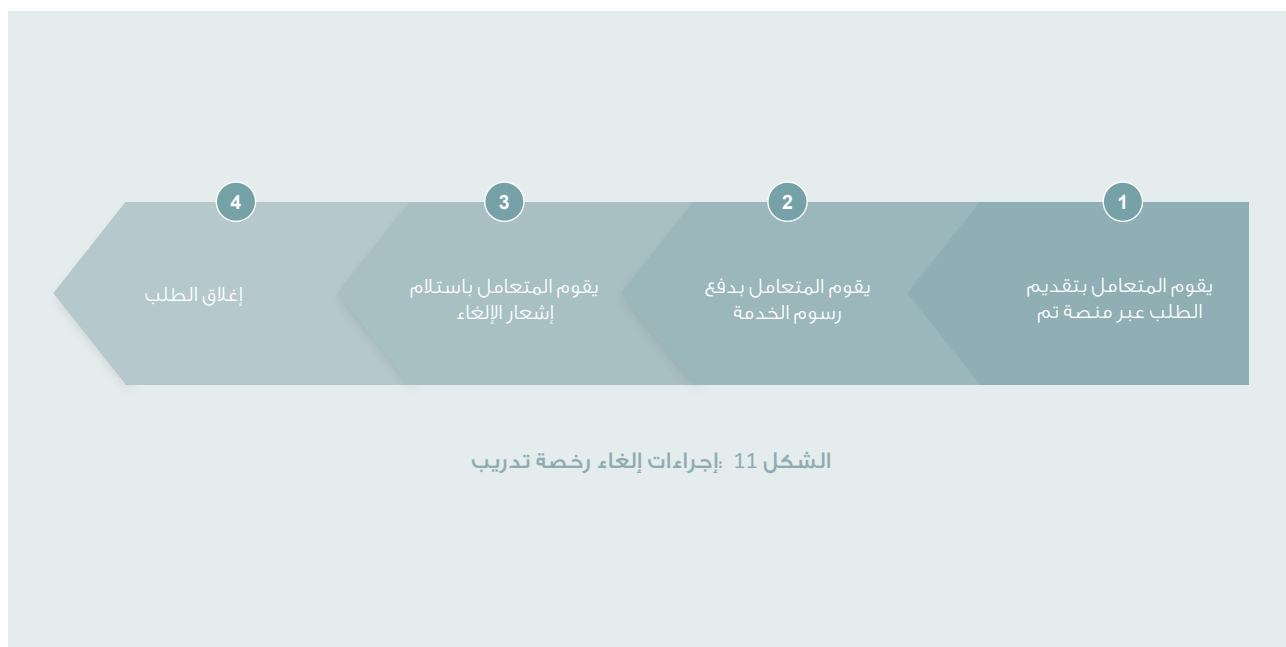 1
يقوم المتعامل بتقديم
الطلب عبر منصة تم
2
يقوم المتعامل بدفع
رسوم الخدمة
3
يقوم المتعامل باستلام
إشعار الإلغاء
4
إغلاق الطلب
الشكل 11 :إجراءات إلغاء رخصة تدريب